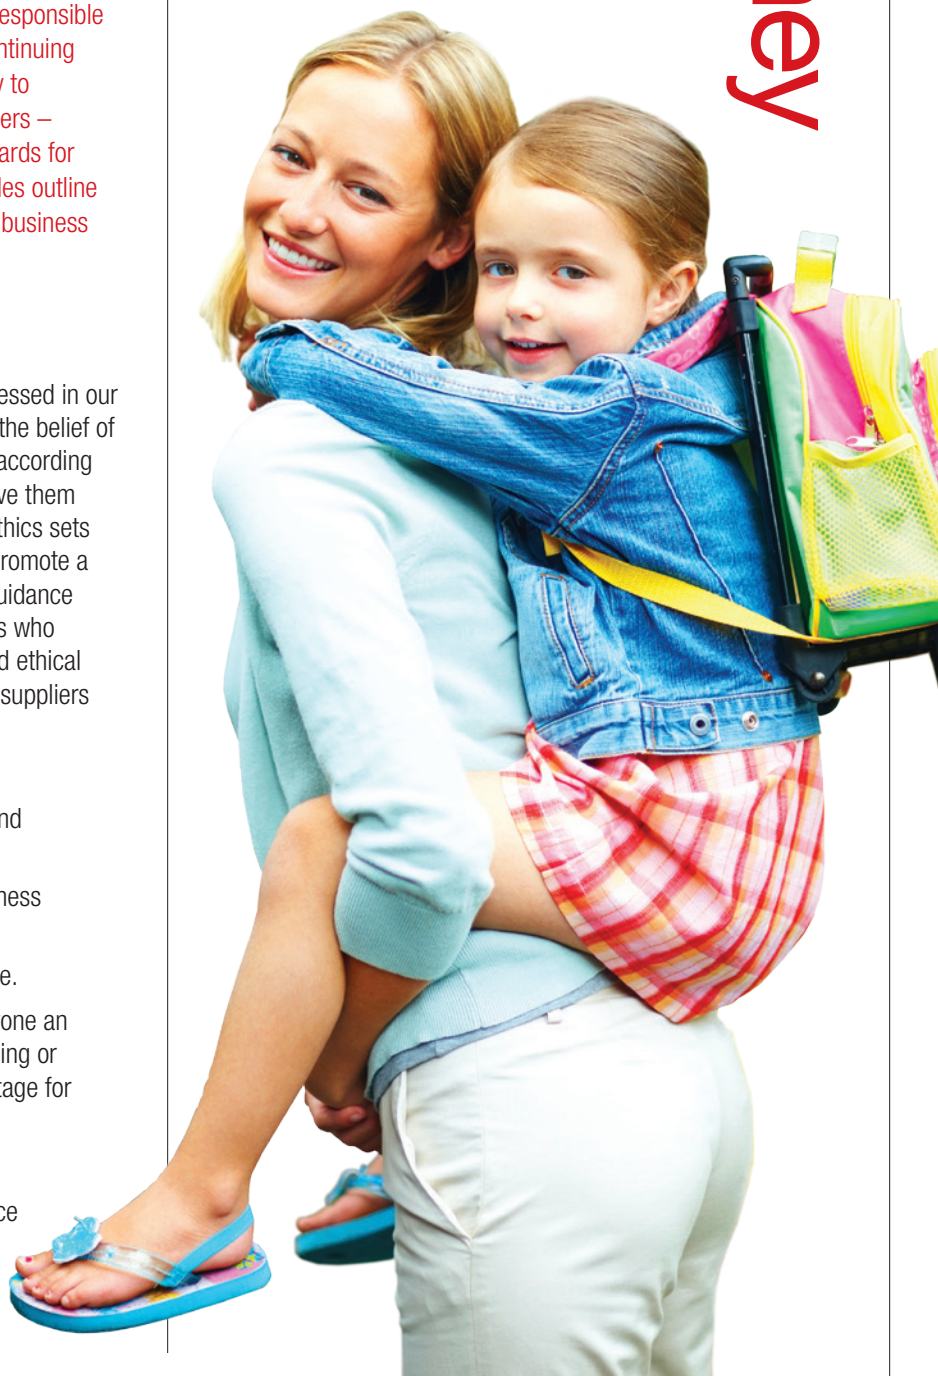 esponsible
ntinuing
y to
ers –
ards for
les outline
business
essed in our
the belief of
according
ve them
thics sets
romote a
uidance
s who
d ethical
suppliers
nd
ness
e.
one an
ing or
tage for
ce
ney